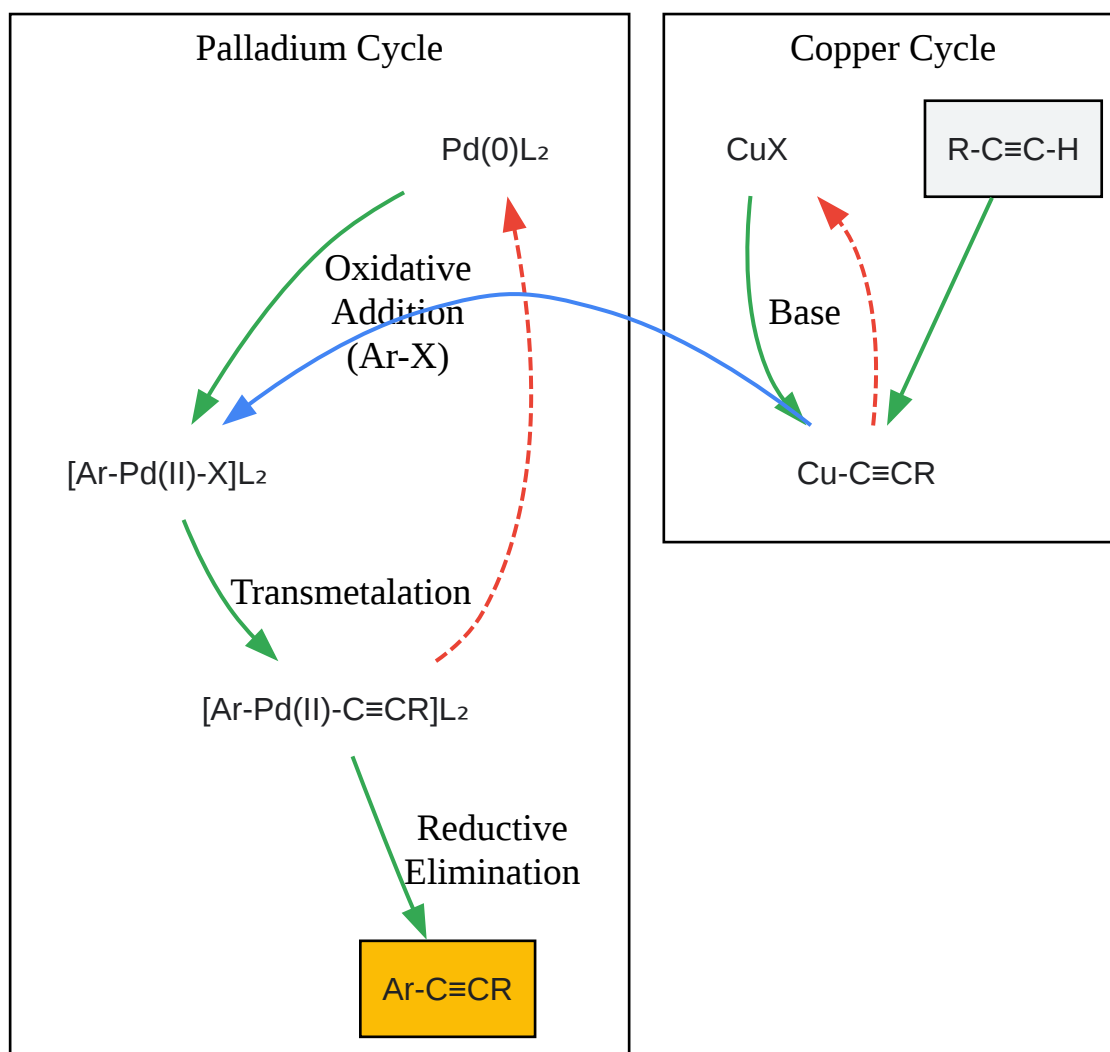 Palladium Cycle
Pd(0)L₂
Oxidative
Addition
(Ar-X)
[Ar-Pd(II)-X]L₂
Transmetalation
[Ar-Pd(II)-C≡CR]L₂
Reductive
Elimination
Ar-C≡CR
Copper Cycle
CuX
R-C≡C-H
Base
Cu-C≡CR